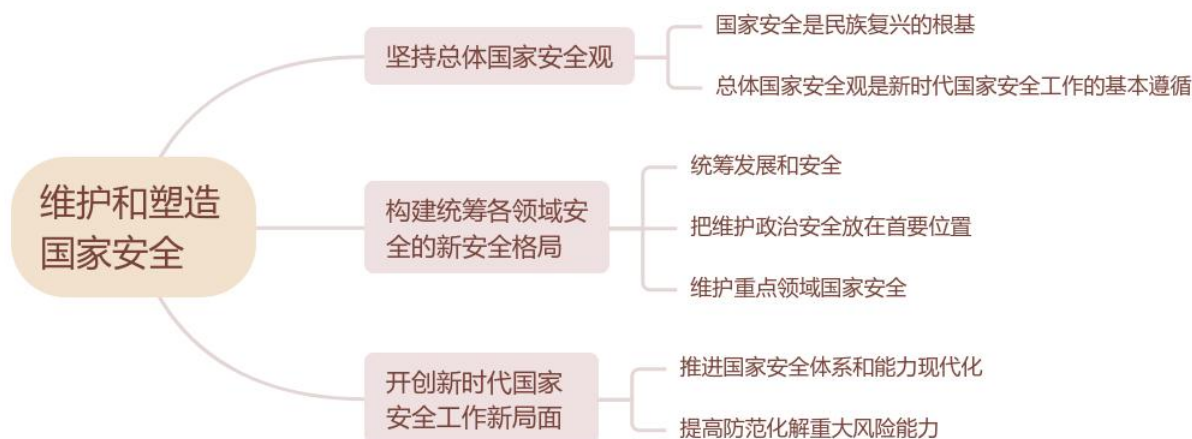 维护和塑造
国家安全
坚持总体国家安全观
国家安全是民族复兴的根基
总体国家安全观是新时代国家安全工作的基本遵循
构建统筹各领域安
全的新安全格局
统筹发展和安全
把维护政治安全放在首要位置
维护重点领域国家安全
开创新时代国家
安全工作新局面
推进国家安全体系和能力现代化
提高防范化解重大风险能力